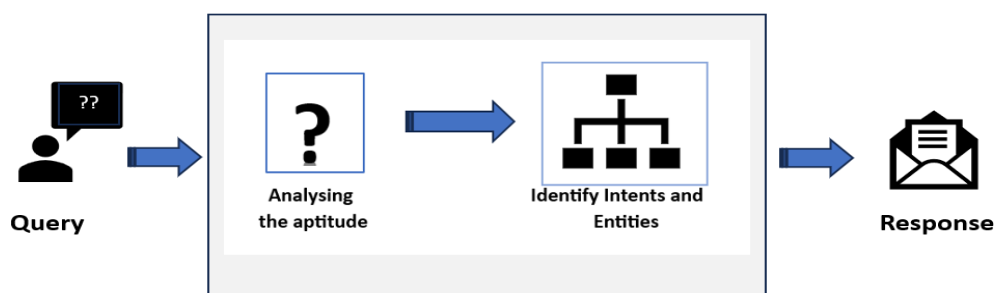 ??
Query
?
Analysing
the aptitude
Identify Intents and
Entities
Response